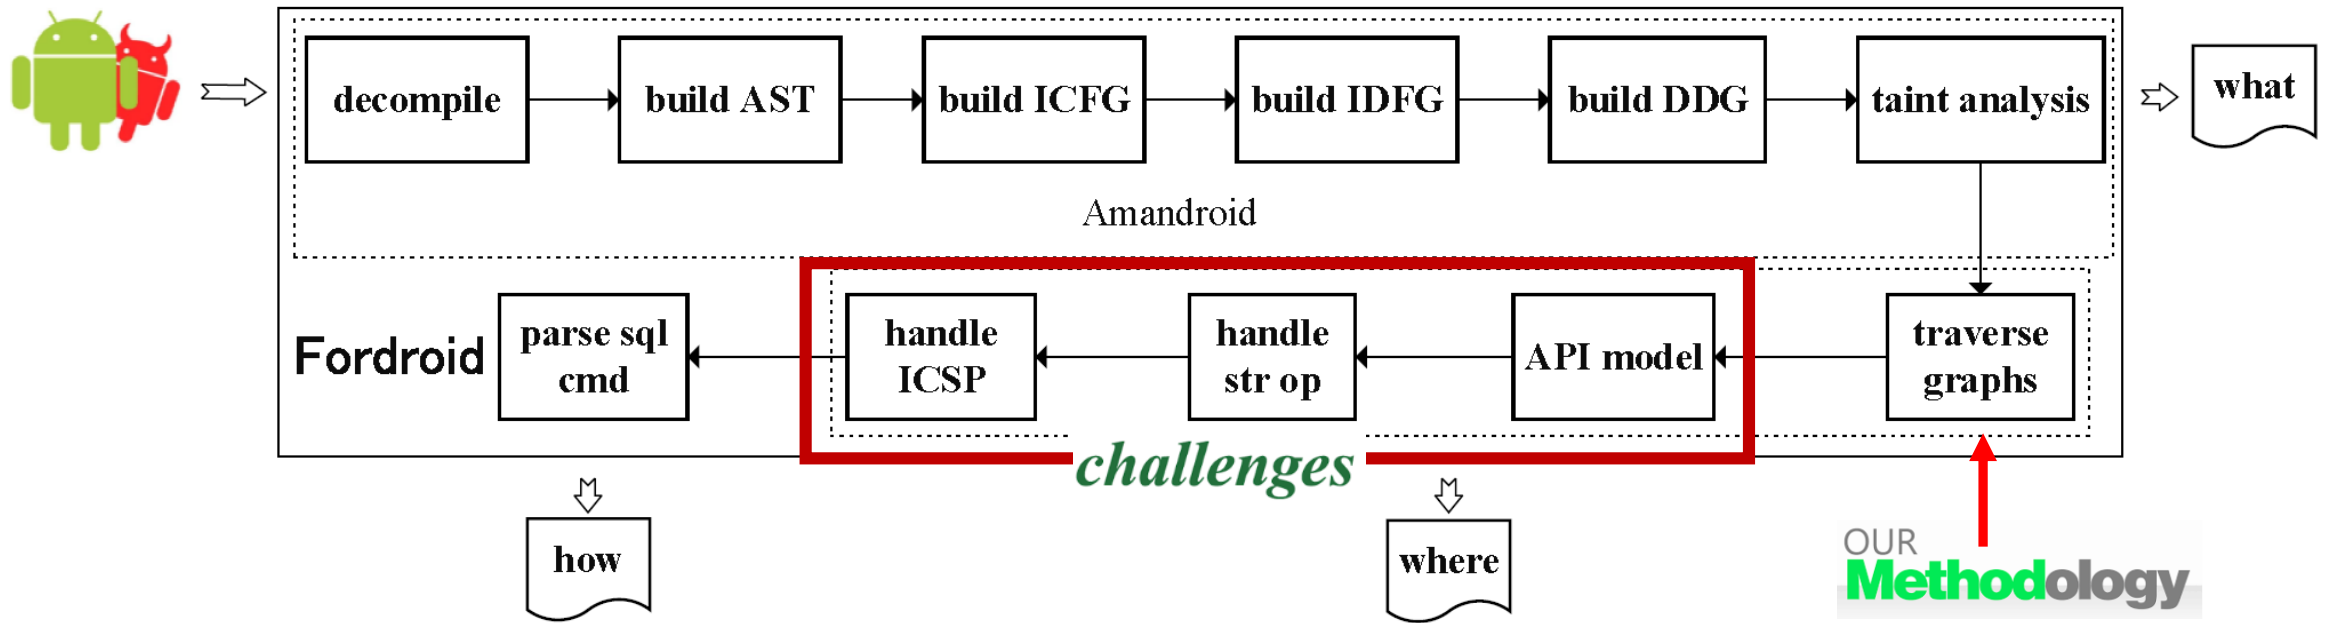 decompile
build AST
build ICFG
build IDFG
build DDG
taint analysis
what
Amandroid
Fordroid
parse sql
cmd
handle
ICSP
handle
str op
API model
traverse
graphs
challenges
how
where
OUR
Methodology